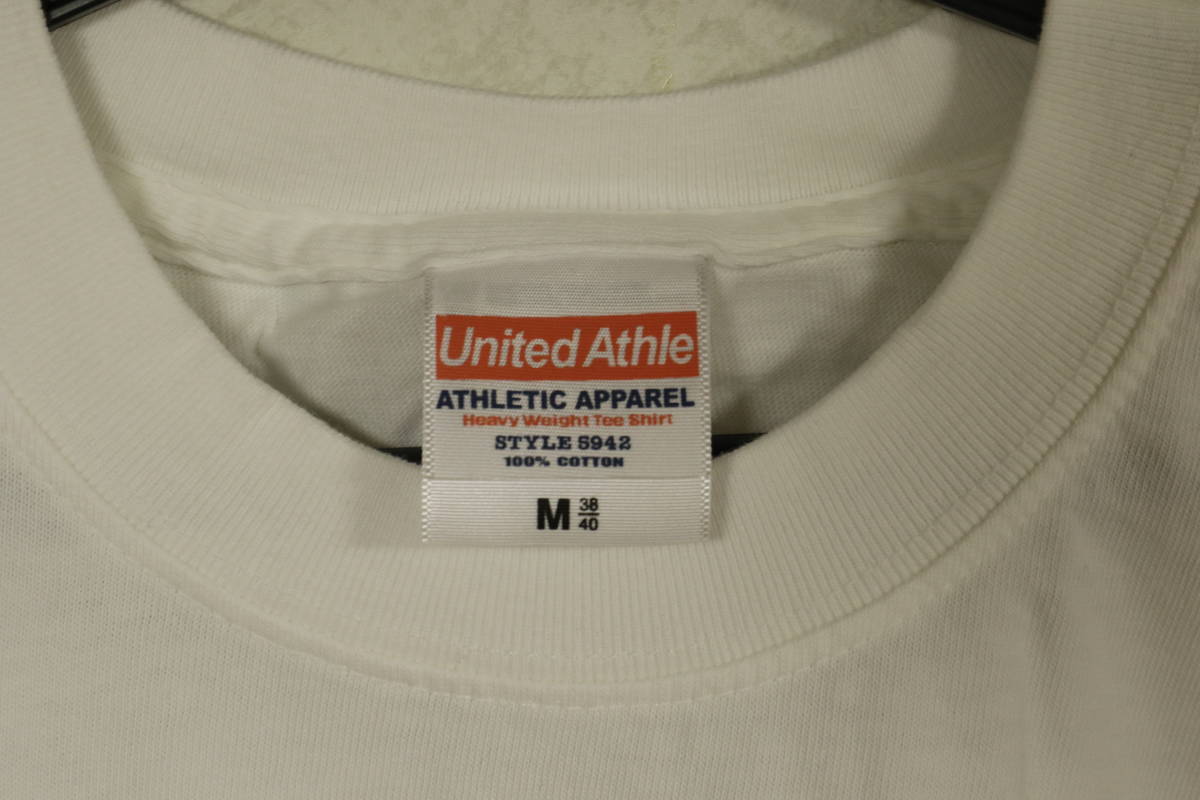 United Athle
ATHLETIC APPAREL
Heavy Weight Tee Shirt
STYLE 5942
100% COTTON
M 38
40